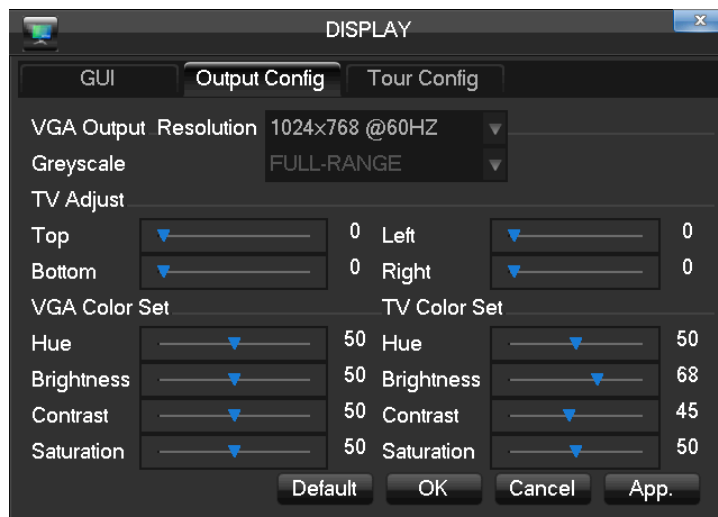 DISPLAY x
GUI Output Config Tour Config
VGA Output Resolution 1024×768 @60HZ
Greyscale FULL-RANGE
TV Adjust
Top 0 Left 0
Bottom 0 Right 0
VGA Color Set TV Color Set
Hue 50 Hue 50
Brightness 50 Brightness 68
Contrast 50 Contrast 45
Saturation 50 Saturation 50
Default OK Cancel App.